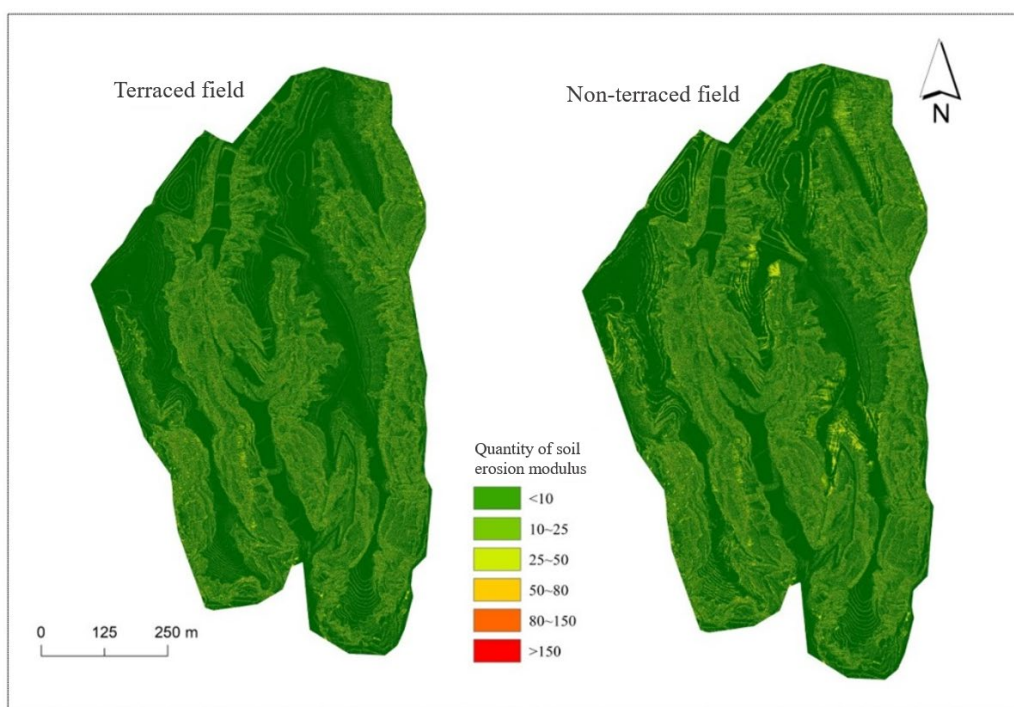 Terraced field
Non-terraced field
N
Quantity of soil
erosion modulus
<10
10~25
25~50
50~80
80~150
>150
0 125 250 m